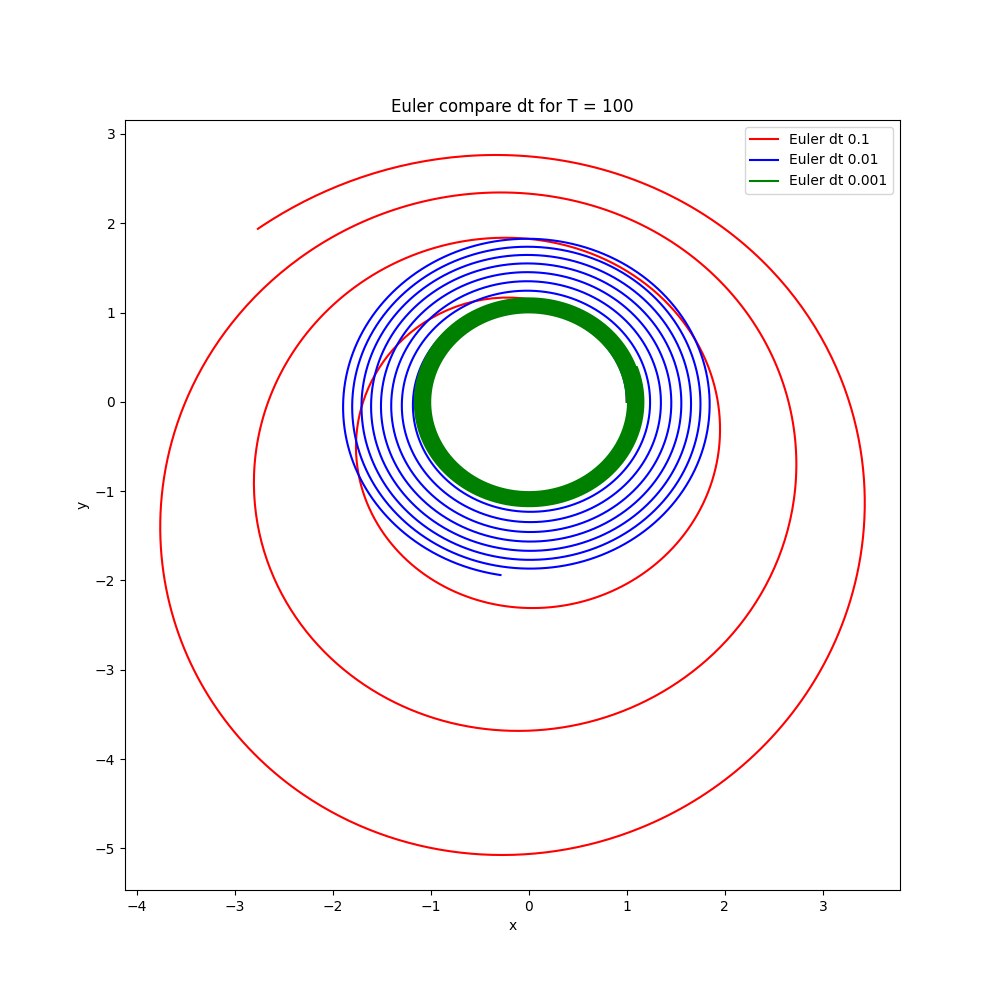 Euler compare dt for T = 100
Euler dt 0.1
Euler dt 0.01
Euler dt 0.001
3
2
1
0
−1
−2
−3
−4
−5
y
−4 −3 −2 −1 0 1 2 3
x